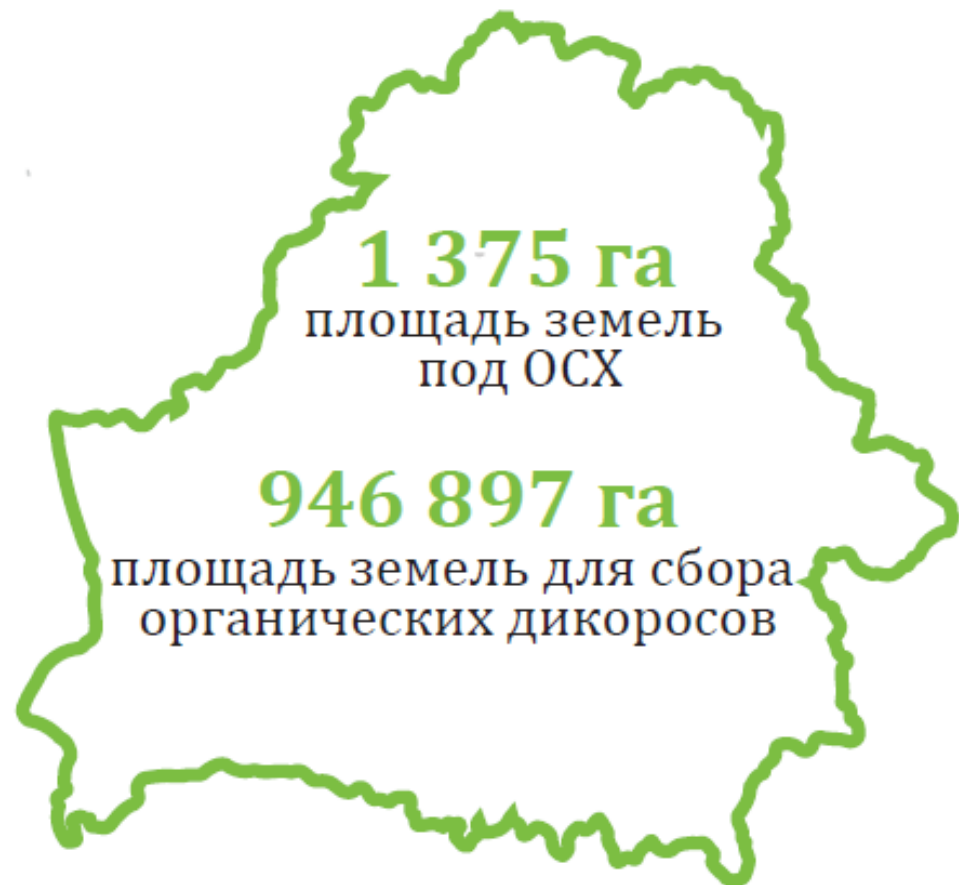 1 375 га
площадь земель
под ОСХ
946 897 га
площадь земель для сбора
органических дикоросов